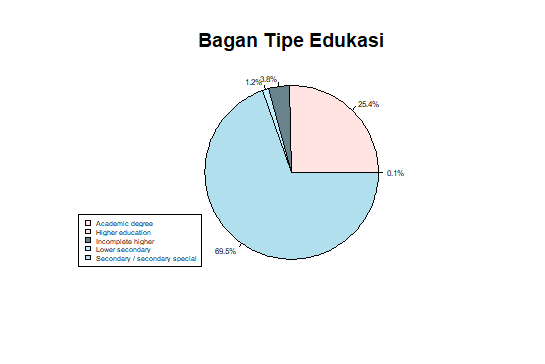 Bagan Tipe Edukasi
1.2%
3.8%
25.4%
0.1%
69.5%
Academic degree
Higher education
Incomplete higher
Lower secondary
Secondary / secondary special